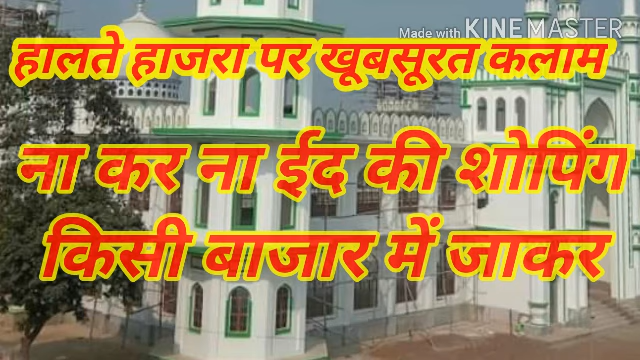 Made with KINEMASTER
हालते हाजरा पर खूबसूरत कलाम
ना कर ना ईद की शोपिंग
किसी बाजार में जाकर